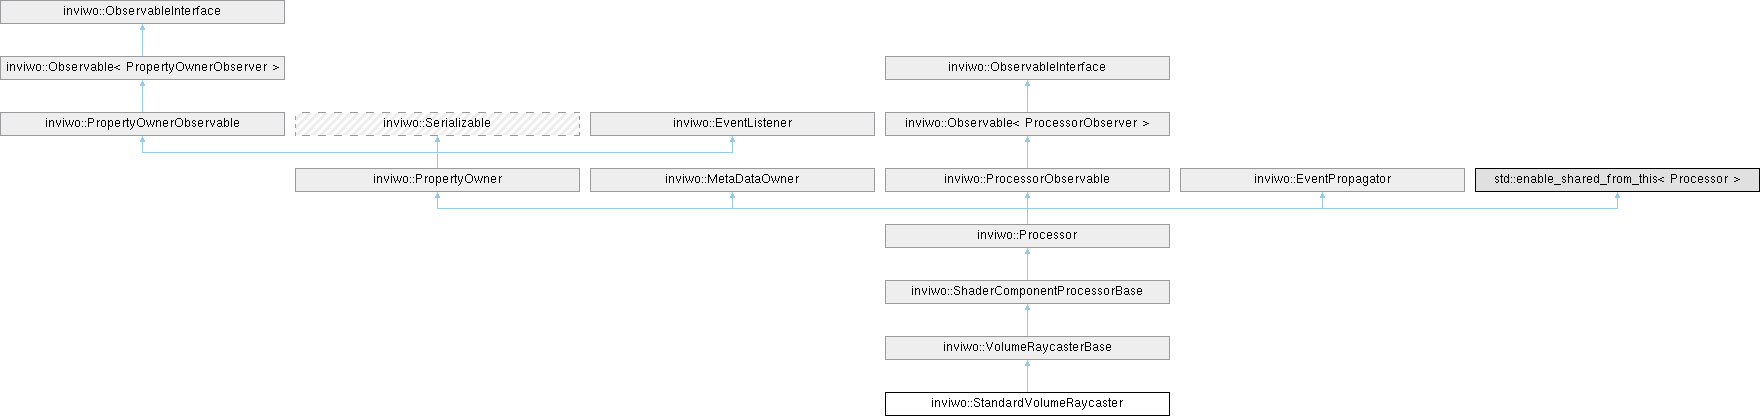 inviwo::ObservableInterface
inviwo::Observable< PropertyOwnerObserver >
inviwo::ObservableInterface
inviwo::PropertyOwnerObservable
inviwo::Serializable
inviwo::EventListener
inviwo::Observable< ProcessorObserver >
inviwo::PropertyOwner
inviwo::MetaDataOwner
inviwo::ProcessorObservable
inviwo::EventPropagator
std::enable_shared_from_this< Processor >
inviwo::Processor
inviwo::ShaderComponentProcessorBase
inviwo::VolumeRaycasterBase
inviwo::StandardVolumeRaycaster